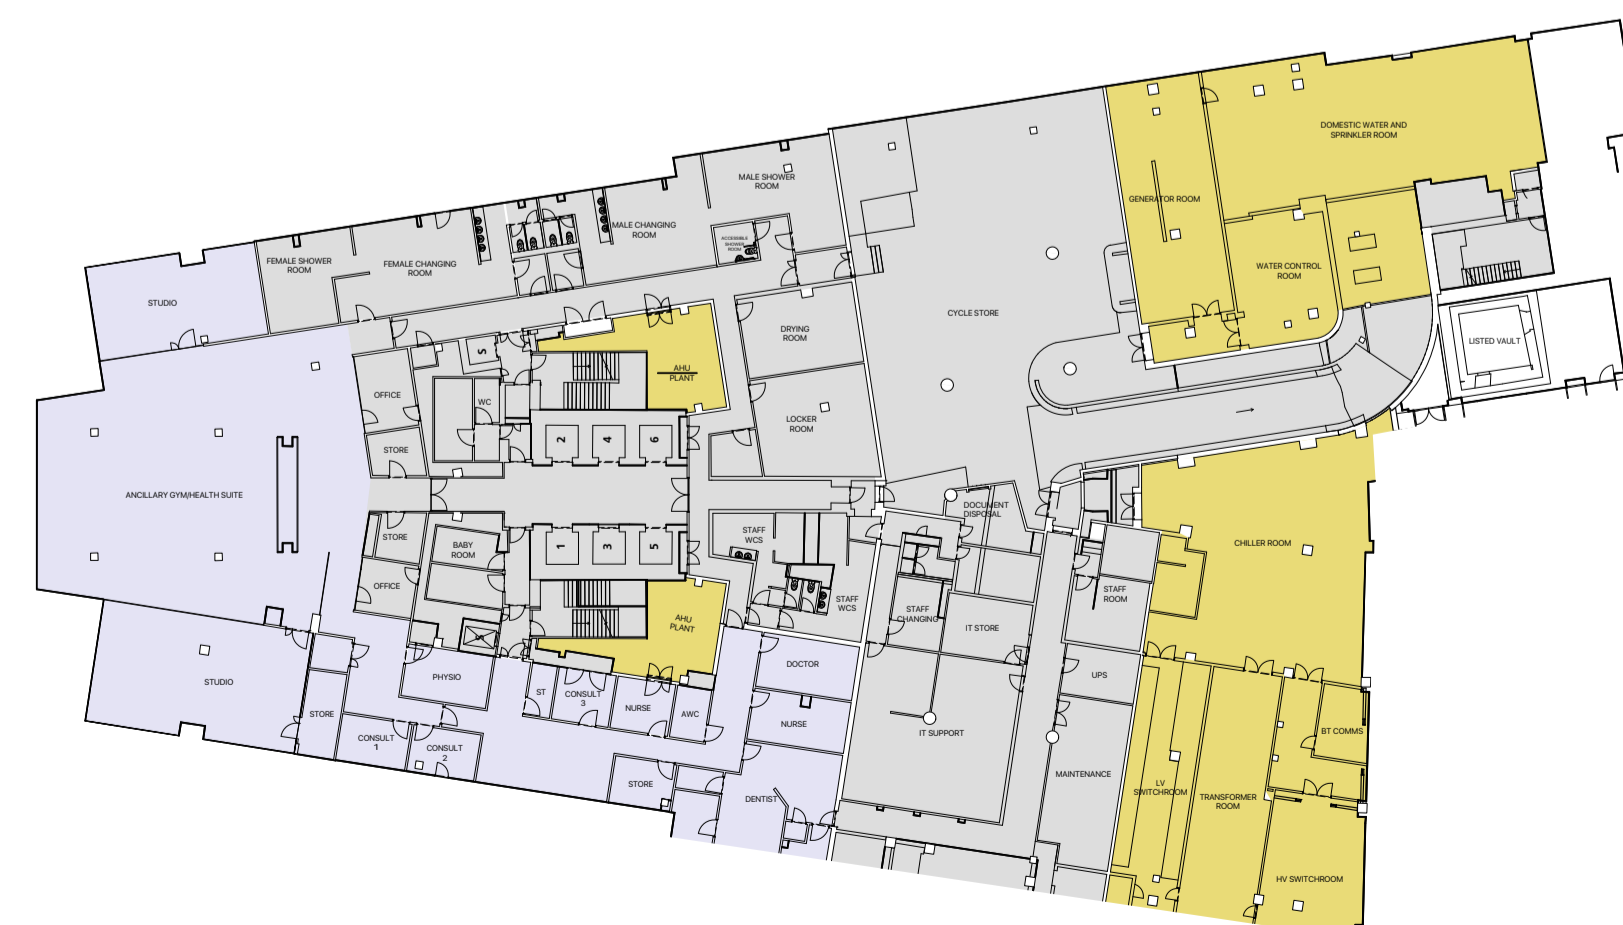 DOMESTIC WATER AND
SPRINKLER ROOM
MALE SHOWER
ROOM
GENERATOR ROOM
MALE CHANGING
ROOM
ACCESSIBLE
SHOWER
ROOM
FEMALE SHOWER
ROOM
FEMALE CHANGING
ROOM
WATER CONTROL
ROOM
STUDIO
CYCLE STORE
DRYING
ROOM
LISTED VAULT
S
AHU
PLANT
OFFICE
WC
LOCKER
ROOM
2
4
6
STORE
ANCILLARY GYM/HEALTH SUITE
DOCUMENT
DISPOSAL
STORE
BABY
ROOM
1
3
5
STAFF
WCS
CHILLER ROOM
OFFICE
STAFF
WCS
STAFF
CHANGING
IT STORE
STAFF
ROOM
AHU
PLANT
S
DOCTOR
STUDIO
PHYSIO
UPS
ST
CONSULT
3
NURSE
AWC
NURSE
STORE
IT SUPPORT
BT COMMS
CONSULT
1
CONSULT
2
MAINTENANCE
STORE
DENTIST
LV
SWITCHROOM
TRANSFORMER
ROOM
HV SWITCHROOM